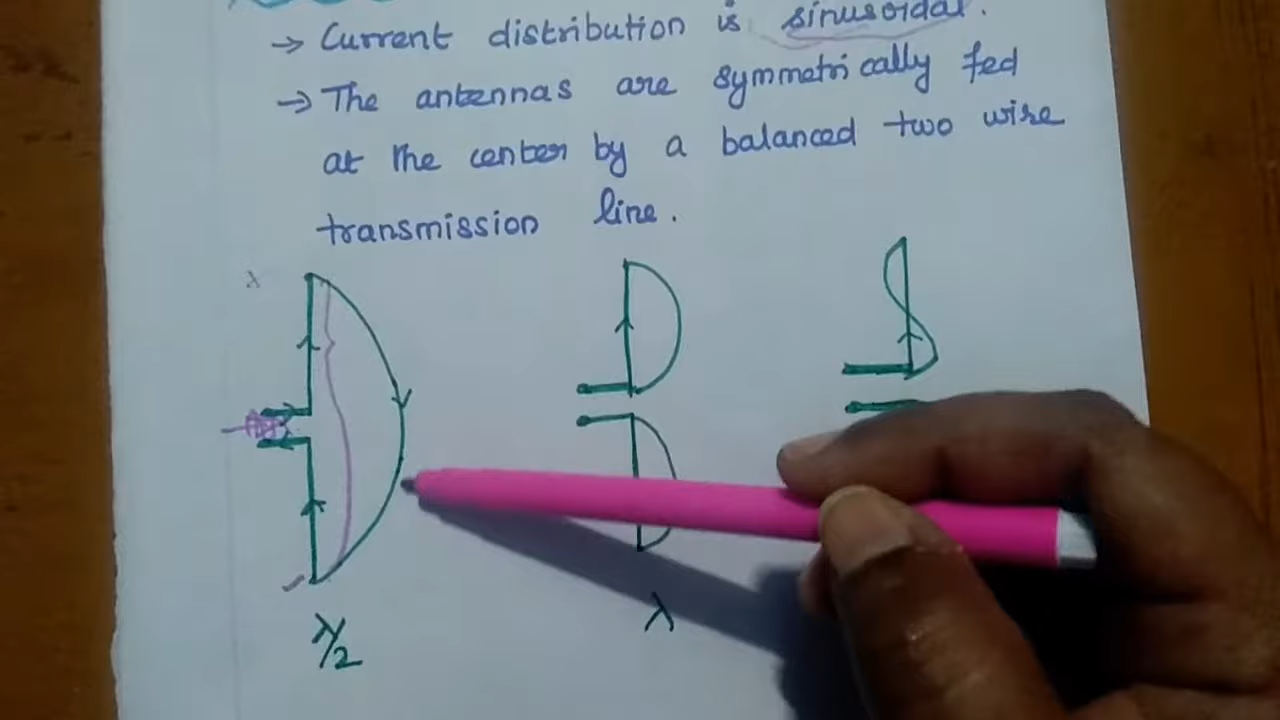 → Current distribution is sinusoidal.
→ The antennas are symmetrically fed
at the center by a balanced two wire
transmission line.
λ/2
λ